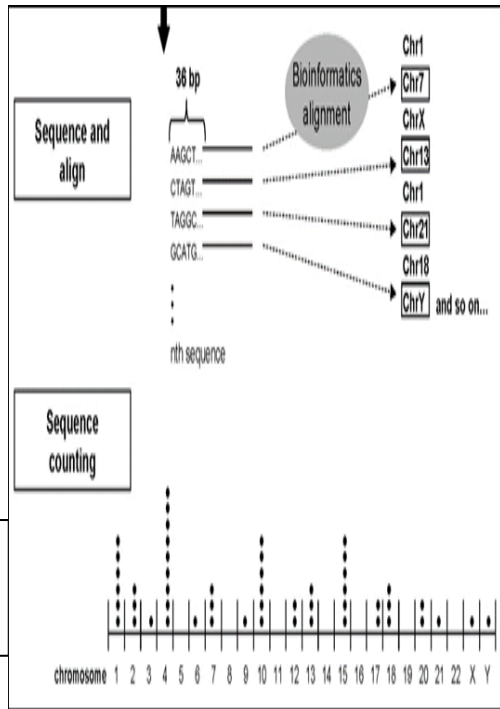 36 bp
Bioinformatics
alignment
Sequence and
align
AAGCT...
CTAGT...
TAGGC...
GCATG...
nth sequence
Chr1
Chr7
ChrX
Chr13
Chr1
Chr21
Chr18
ChrY and so on...
Sequence
counting
chromosome 1 2 3 4 5 6 7 8 9 10 11 12 13 14 15 16 17 18 19 20 21 22 X Y